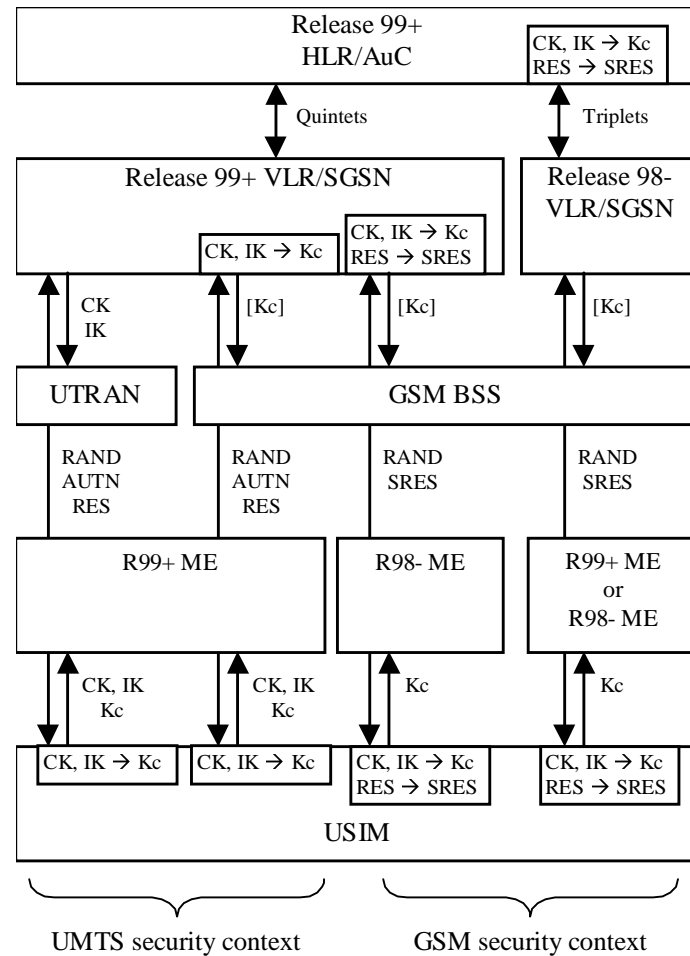 Release 99+
HLR/AuC
CK, IK → Kc
RES → SRES
Quintets
Triplets
Release 99+ VLR/SGSN
Release 98-
VLR/SGSN
CK, IK → Kc
CK, IK → Kc
RES → SRES
CK
IK
[Kc]
[Kc]
[Kc]
UTRAN
GSM BSS
RAND
AUTN
RES
RAND
AUTN
RES
RAND
SRES
RAND
SRES
R99+ ME
R98- ME
R99+ ME
or
R98- ME
CK, IK
Kc
CK, IK
Kc
Kc
Kc
CK, IK → Kc
CK, IK → Kc
CK, IK → Kc
RES → SRES
CK, IK → Kc
RES → SRES
USIM
UMTS security context
GSM security context